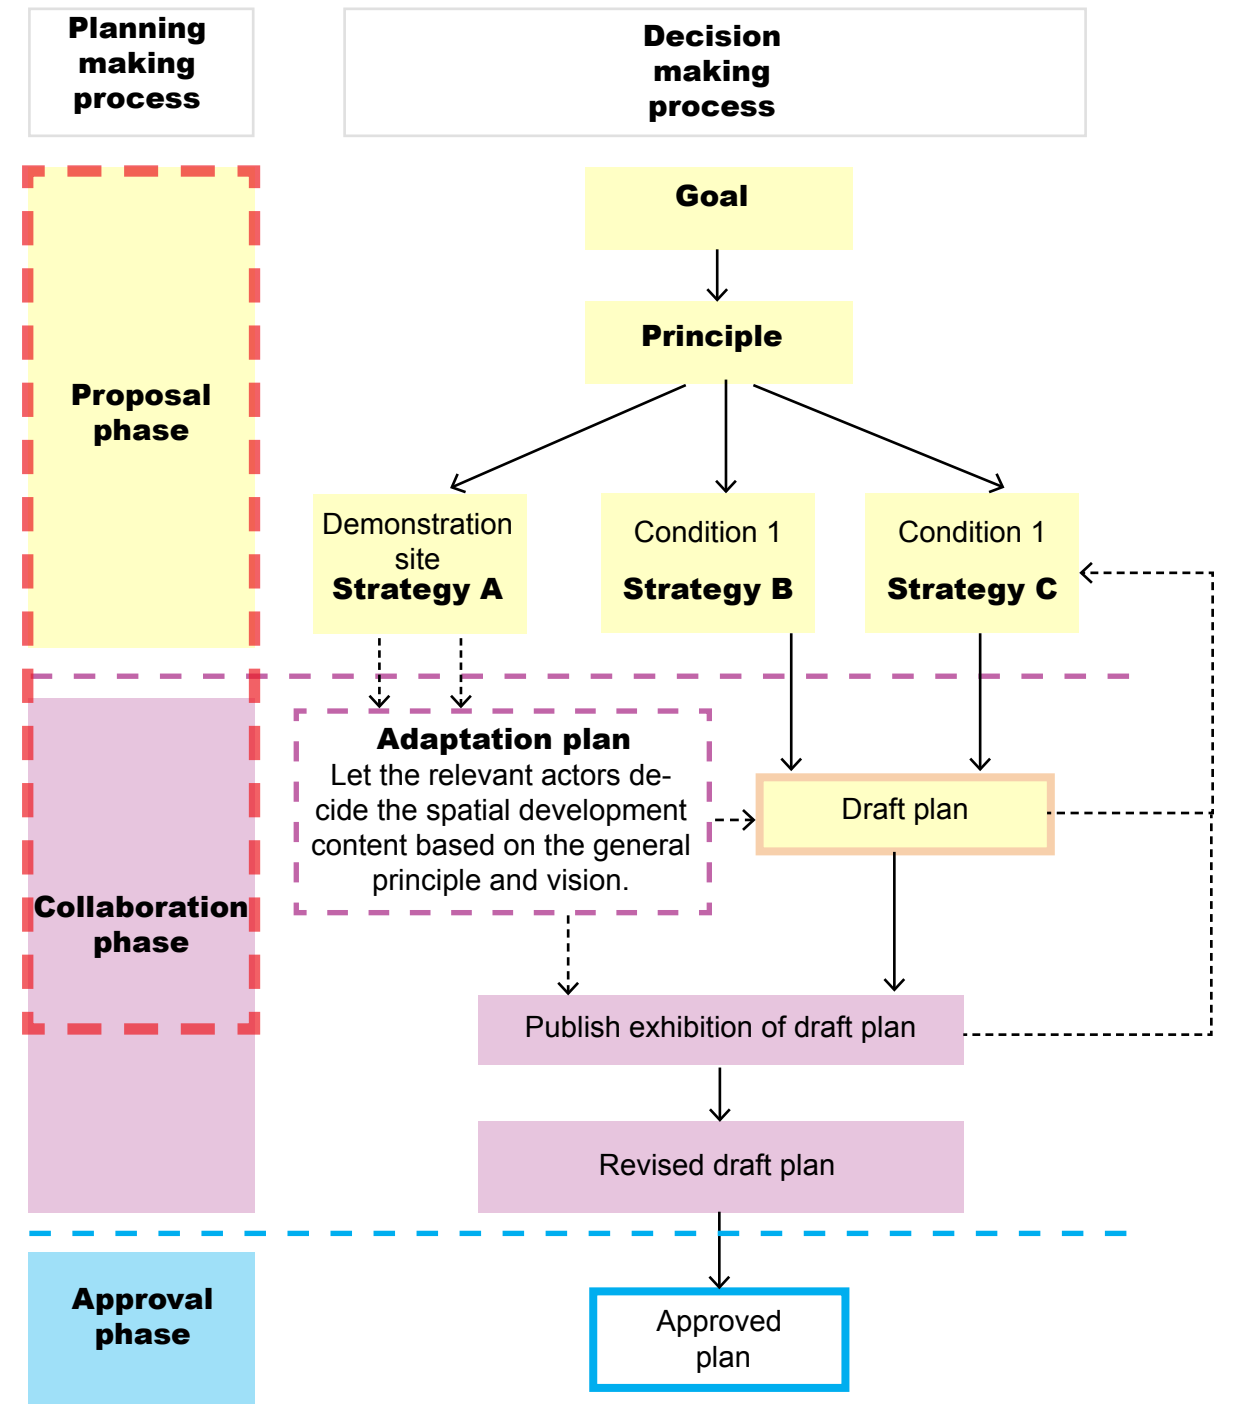 Planning
making
process
Decision
making
process
Goal
Principle
Proposal
phase
Demonstration
site
Strategy A
Condition 1
Strategy B
Condition 1
Strategy C
Adaptation plan
Let the relevant actors de-
cide the spatial development
content based on the general
principle and vision.
Draft plan
Collaboration
phase
Publish exhibition of draft plan
Revised draft plan
Approval
phase
Approved
plan